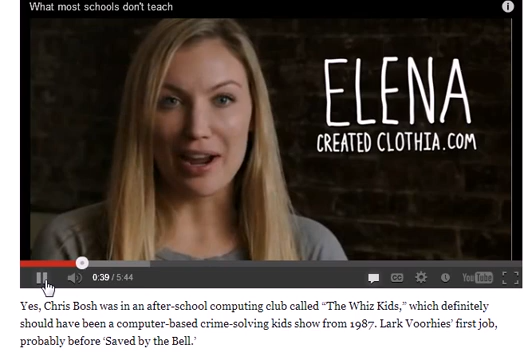 What most schools don't teach
ELENA
CREATED CLOTHIA.COM
0:39 / 5:44
CC
YouTube
Yes, Chris Bosh was in an after-school computing club called “The Whiz Kids,” which definitely
should have been a computer-based crime-solving kids show from 1987. Lark Voorhies’ first job,
probably before ‘Saved by the Bell.’